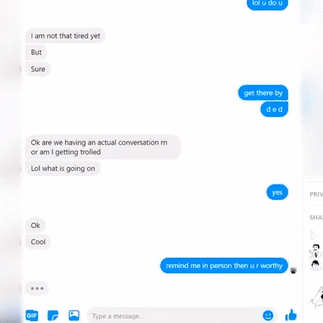 lol u do u
I am not that tired yet
But
Sure
get there by
d e d
Ok are we having an actual conversation rn
or am I getting trolled
Lol what is going on
yes
Ok
Cool
remind me in person then u r worthy
GIF
Type a message...
PRIV
SHA